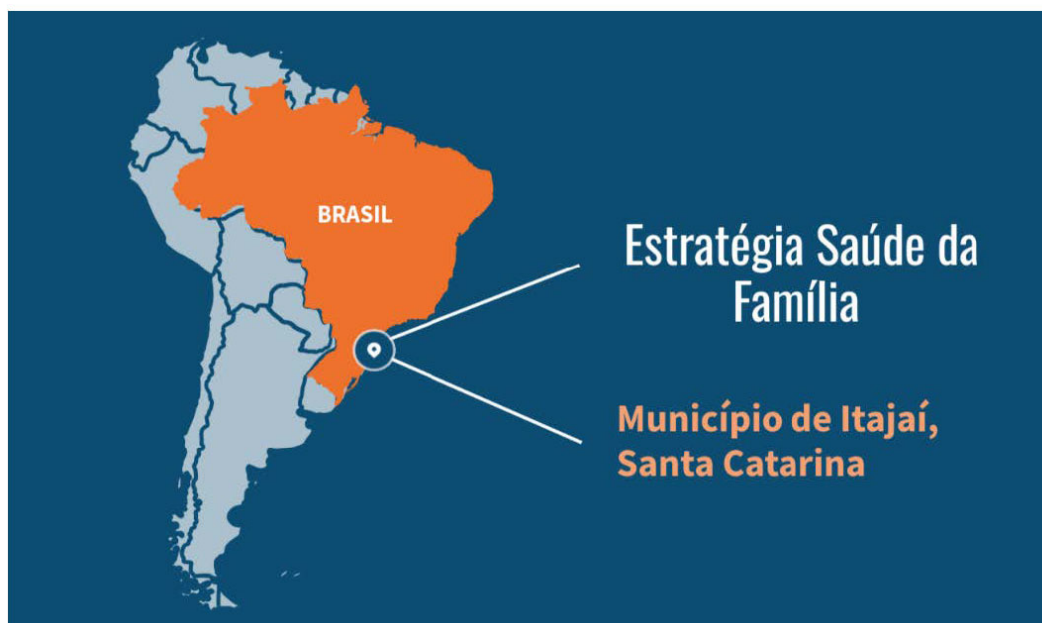 BRASIL
Estratégia Saúde da
Família
Município de Itajaí,
Santa Catarina